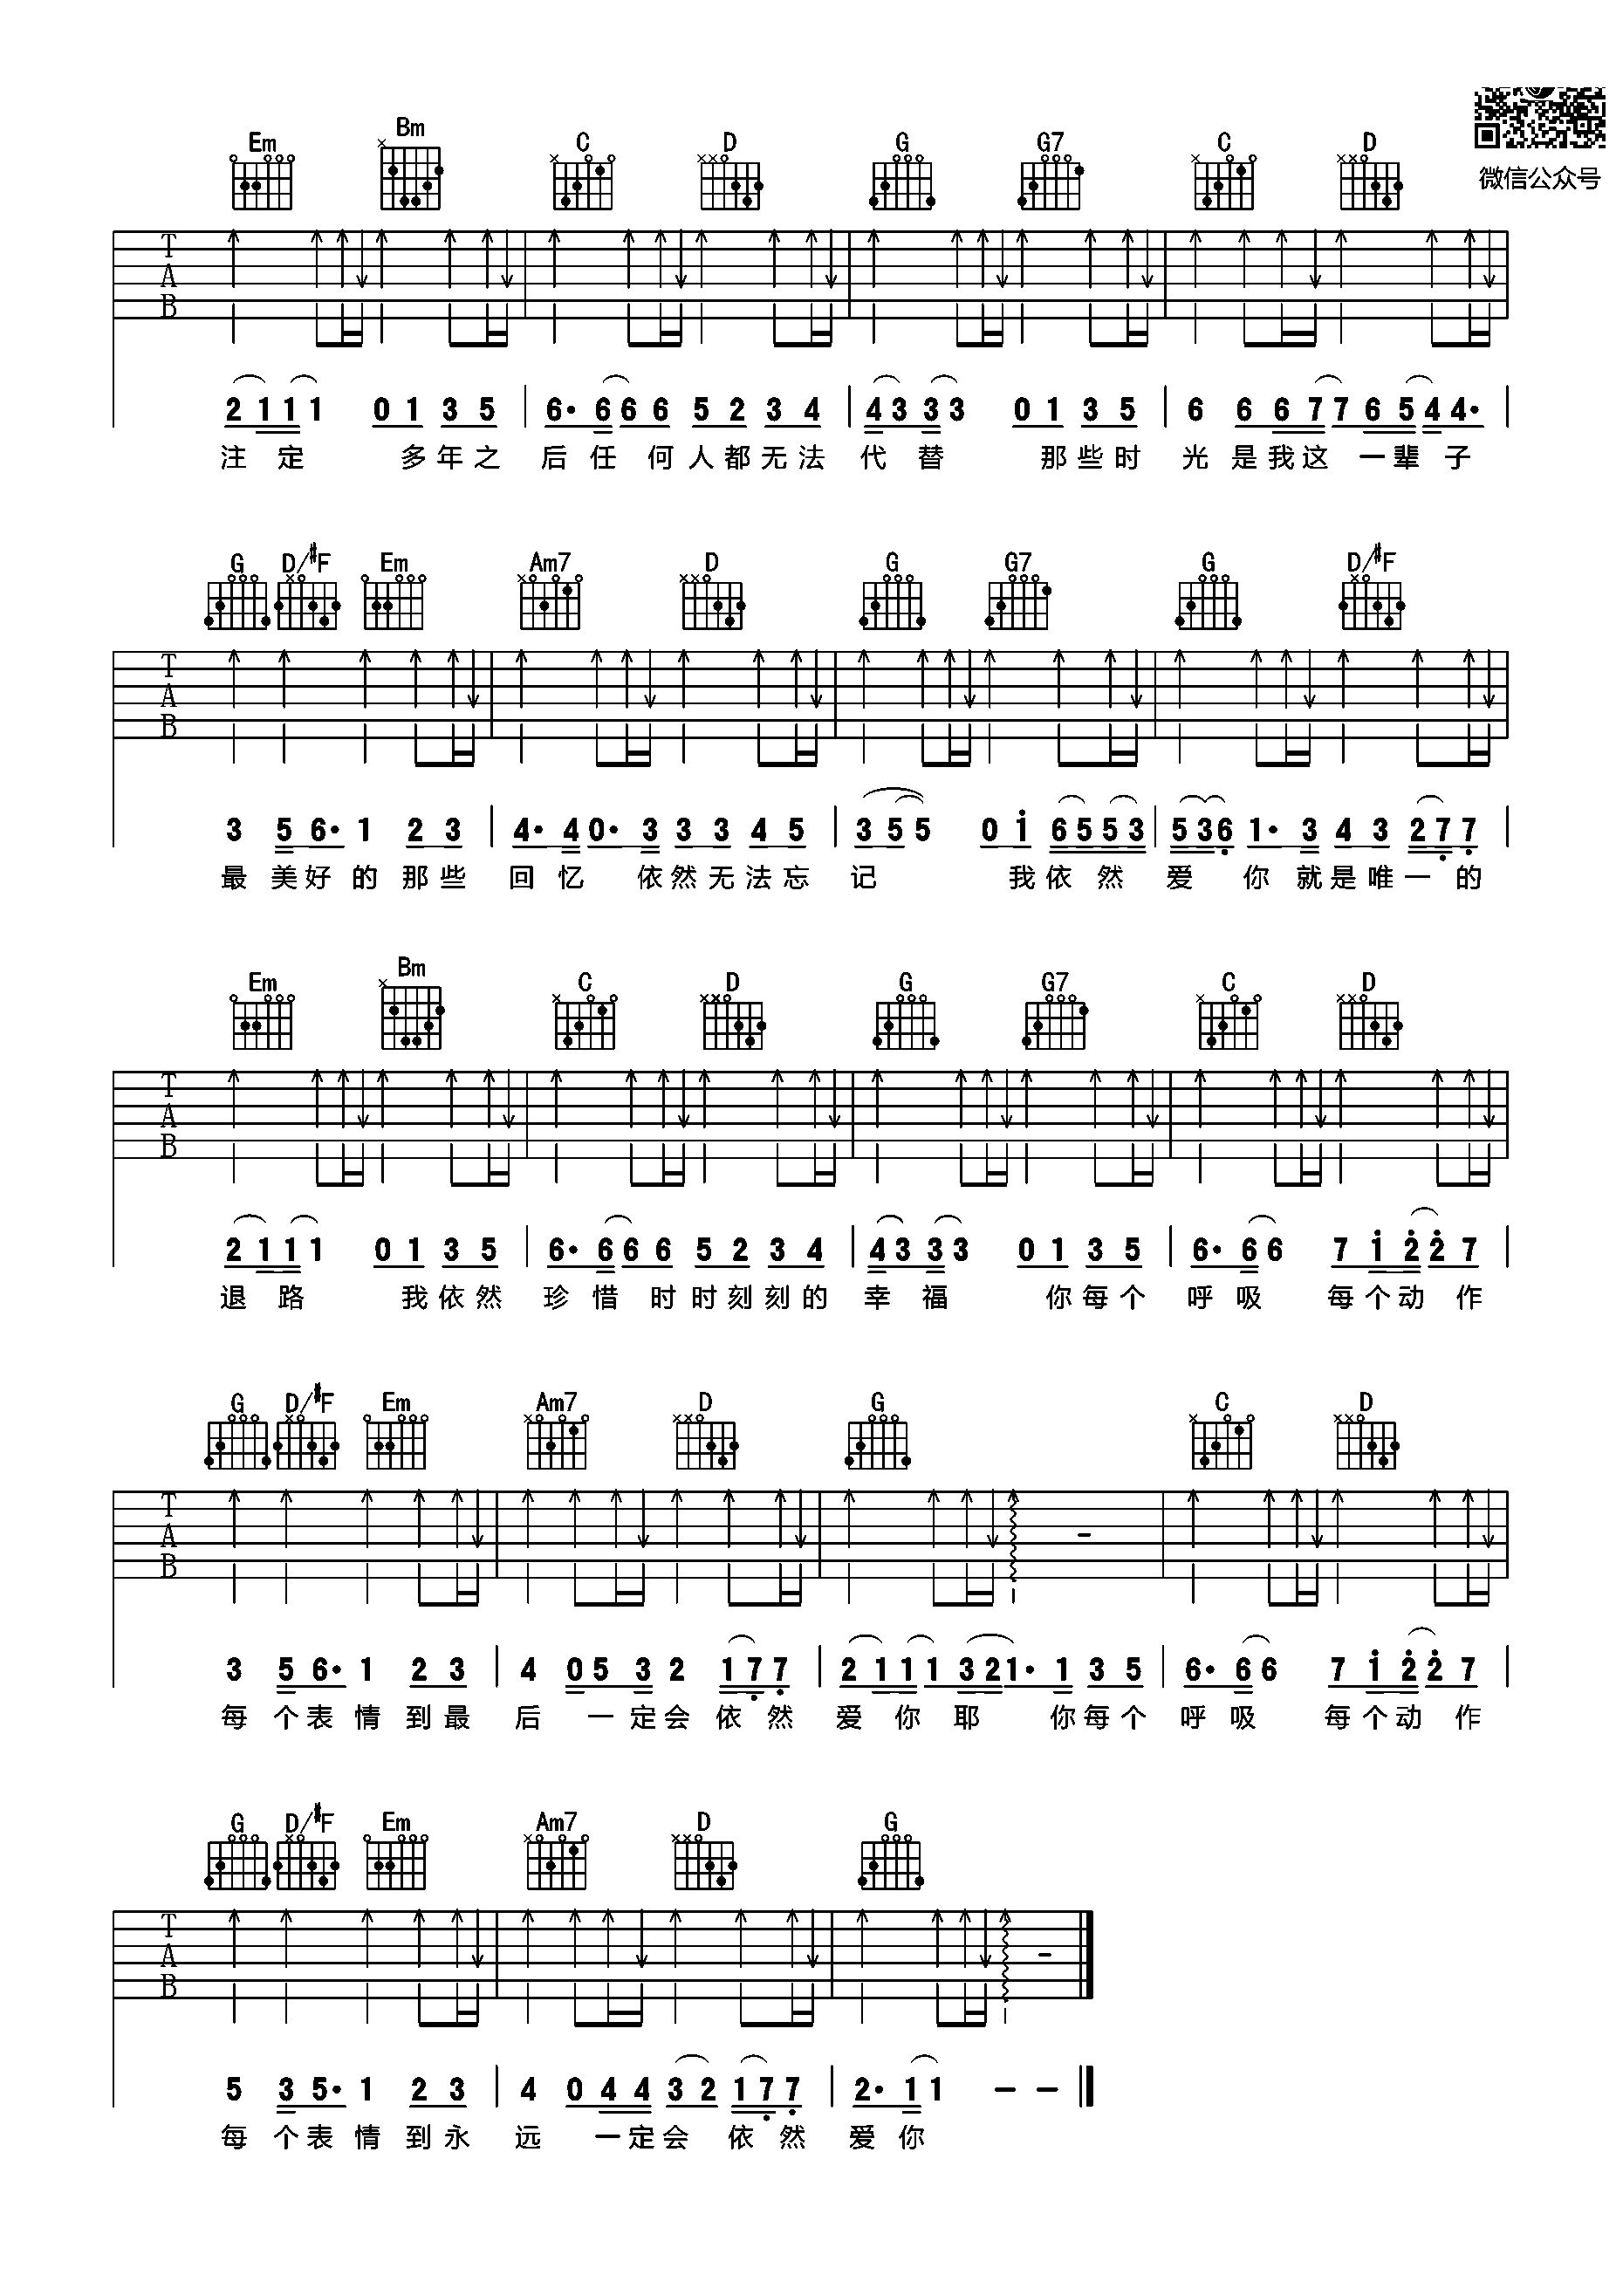 微信公众号
Em Bm C D G G7 C D
T
A
B
2 1 1 1 0 1 3 5 | 6· 6 6 6 5 2 3 4 | 4 3 3 3 0 1 3 5 | 6 6 6 7 7 6 5 4 4· |
注 定 多 年 之 后 任 何 人 都 无 法 代 替 那 些 时 光 是 我 这 一 辈 子
G D/#F Em Am7 D G G7 G D/#F
T
A
B
3 5 6· 1 2 3 | 4· 4 0· 3 3 3 4 5 | 3 5 5 0 i 6 5 5 3 | 5 3 6̣ 1· 3 4 3 2 7̣ 7̣ |
最 美 好 的 那 些 回 忆 依 然 无 法 忘 记 我 依 然 爱 你 就 是 唯 一 的
Em Bm C D G G7 C D
T
A
B
2 1 1 1 0 1 3 5 | 6· 6 6 6 5 2 3 4 | 4 3 3 3 0 1 3 5 | 6· 6 6 7 i 2̇ 2̇ 7 |
退 路 我 依 然 珍 惜 时 时 刻 刻 的 幸 福 你 每 个 呼 吸 每 个 动 作
G D/#F Em Am7 D G C D
T
A
B
3 5 6· 1 2 3 | 4 0 5 3 2 1 7̣ 7̣ | 2 1 1 1 3 2 1· 1 3 5 | 6· 6 6 7 i 2̇ 2̇ 7 |
每 个 表 情 到 最 后 一 定 会 依 然 爱 你 耶 你 每 个 呼 吸 每 个 动 作
G D/#F Em Am7 D G
T
A
B
5 3 5· 1 2 3 | 4 0 4 4 3 2 1 7̣ 7̣ | 2· 1 1 – – ‖
每 个 表 情 到 永 远 一 定 会 依 然 爱 你